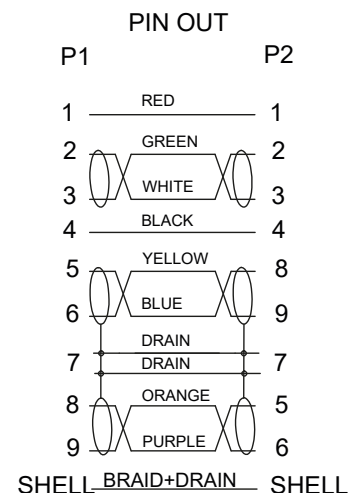 PIN OUT
P1 P2
1 RED 1
2 GREEN 2
3 WHITE 3
4 BLACK 4
5 YELLOW 8
6 BLUE 9
DRAIN
7 DRAIN 7
8 ORANGE 5
9 PURPLE 6
SHELL BRAID+DRAIN SHELL